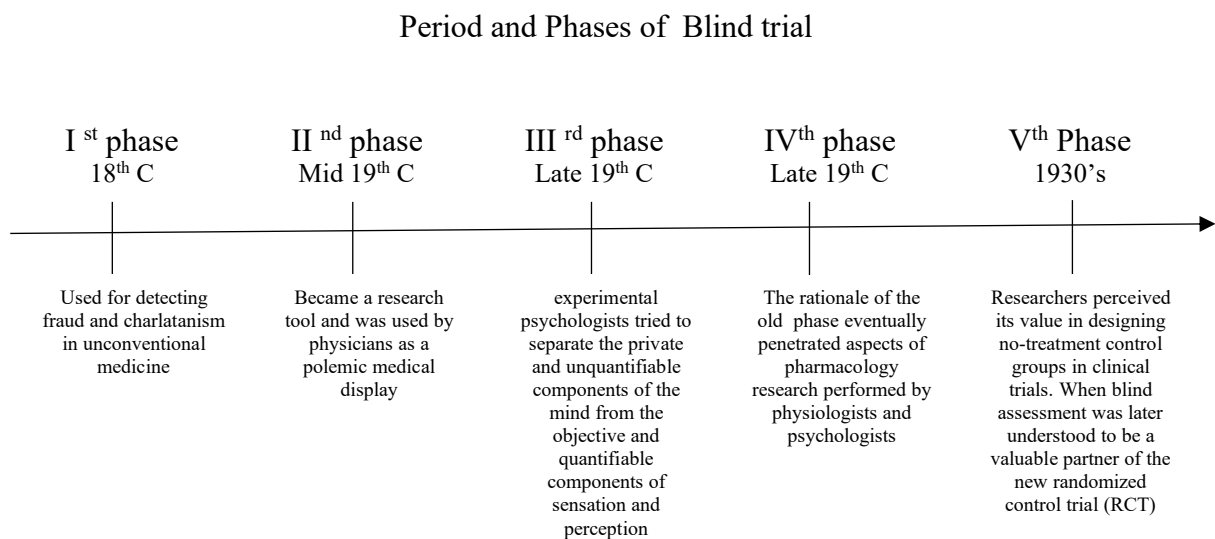 Period and Phases of  Blind trial
I st phase
18th C
Used for detecting
fraud and charlatanism
in unconventional
medicine
II nd phase
Mid 19th C
Became a research
tool and was used by
physicians as a
polemic medical
display
III rd phase
Late 19th C
experimental
psychologists tried to
separate the private
and unquantifiable
components of the
mind from the
objective and
quantifiable
components of
sensation and
perception
IVth phase
Late 19th C
The rationale of the
old  phase eventually
penetrated aspects of
pharmacology
research performed by
physiologists and
psychologists
Vth Phase
1930’s
Researchers perceived
its value in designing
no-treatment control
groups in clinical
trials. When blind
assessment was later
understood to be a
valuable partner of the
new randomized
control trial (RCT)